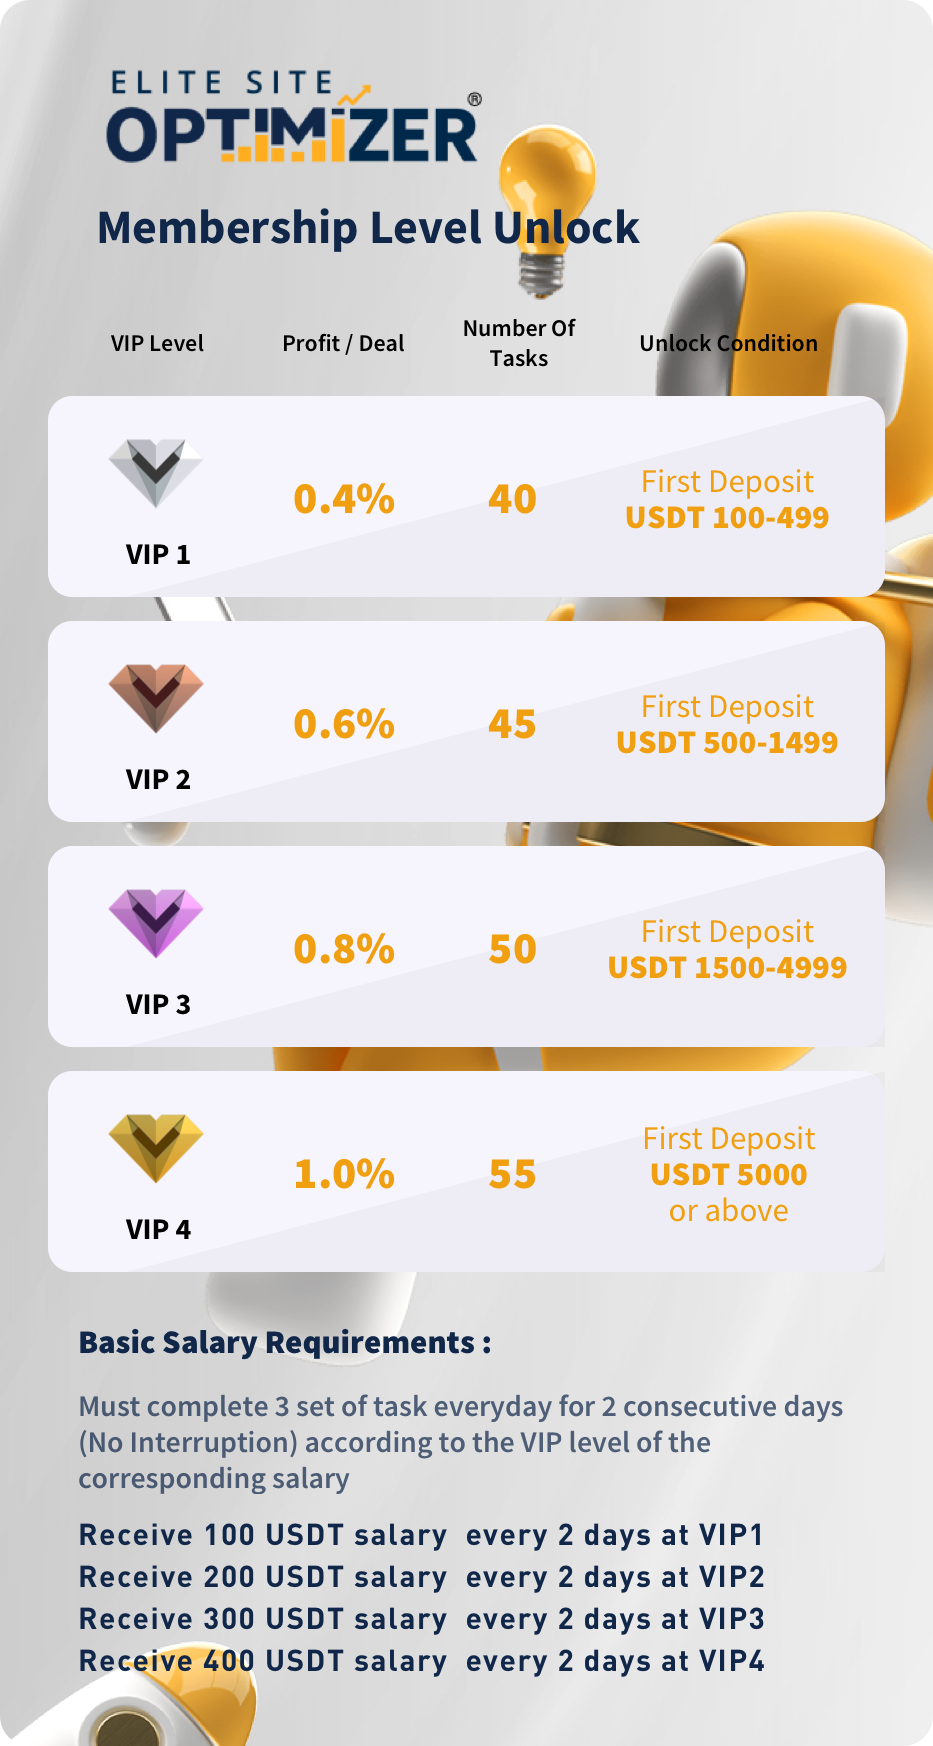 ELITE SITE
OPTIMIZER®
Membership Level Unlock
VIP Level
Profit / Deal
Number Of
Tasks
Unlock Condition
VIP 1
0.4%
40
First Deposit
USDT 100-499
VIP 2
0.6%
45
First Deposit
USDT 500-1499
VIP 3
0.8%
50
First Deposit
USDT 1500-4999
VIP 4
1.0%
55
First Deposit
USDT 5000
or above
Basic Salary Requirements :
Must complete 3 set of task everyday for 2 consecutive days
(No Interruption) according to the VIP level of the
corresponding salary
Receive 100 USDT salary every 2 days at VIP1
Receive 200 USDT salary every 2 days at VIP2
Receive 300 USDT salary every 2 days at VIP3
Receive 400 USDT salary every 2 days at VIP4